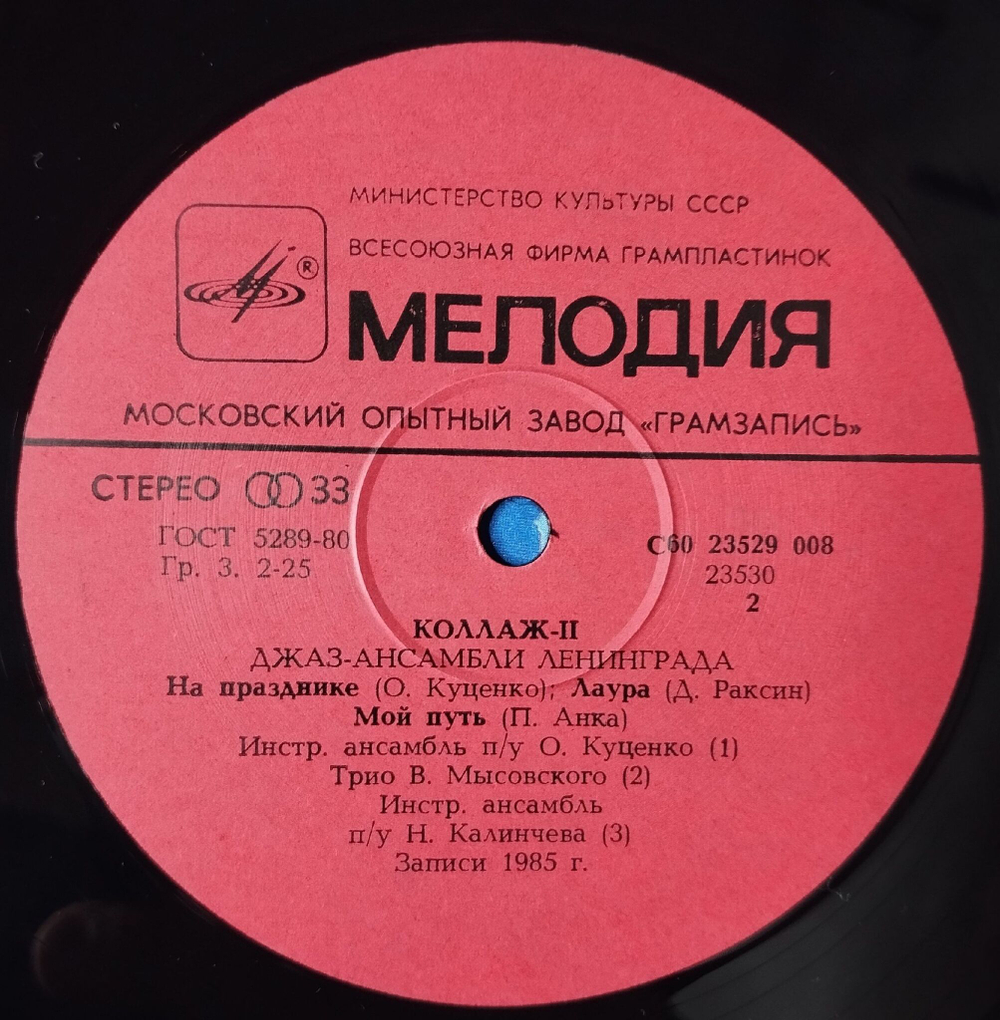 МИНИСТЕРСТВО КУЛЬТУРЫ СССР
ВСЕСОЮЗНАЯ ФИРМА ГРАМПЛАСТИНОК
®
МЕЛОДИЯ
МОСКОВСКИЙ ОПЫТНЫЙ ЗАВОД «ГРАМЗАПИСЬ»
СТЕРЕО 33
ГОСТ 5289-80
Гр. 3. 2-25
С60 23529 008
23530
2
КОЛЛАЖ-II
ДЖАЗ-АНСАМБЛИ ЛЕНИНГРАДА
На празднике (О. Куценко); Лаура (Д. Раксин)
Мой путь (П. Анка)
Инстр. ансамбль п/у О. Куценко (1)
Трио В. Мысовского (2)
Инстр. ансамбль
п/у Н. Калинчева (3)
Записи 1985 г.